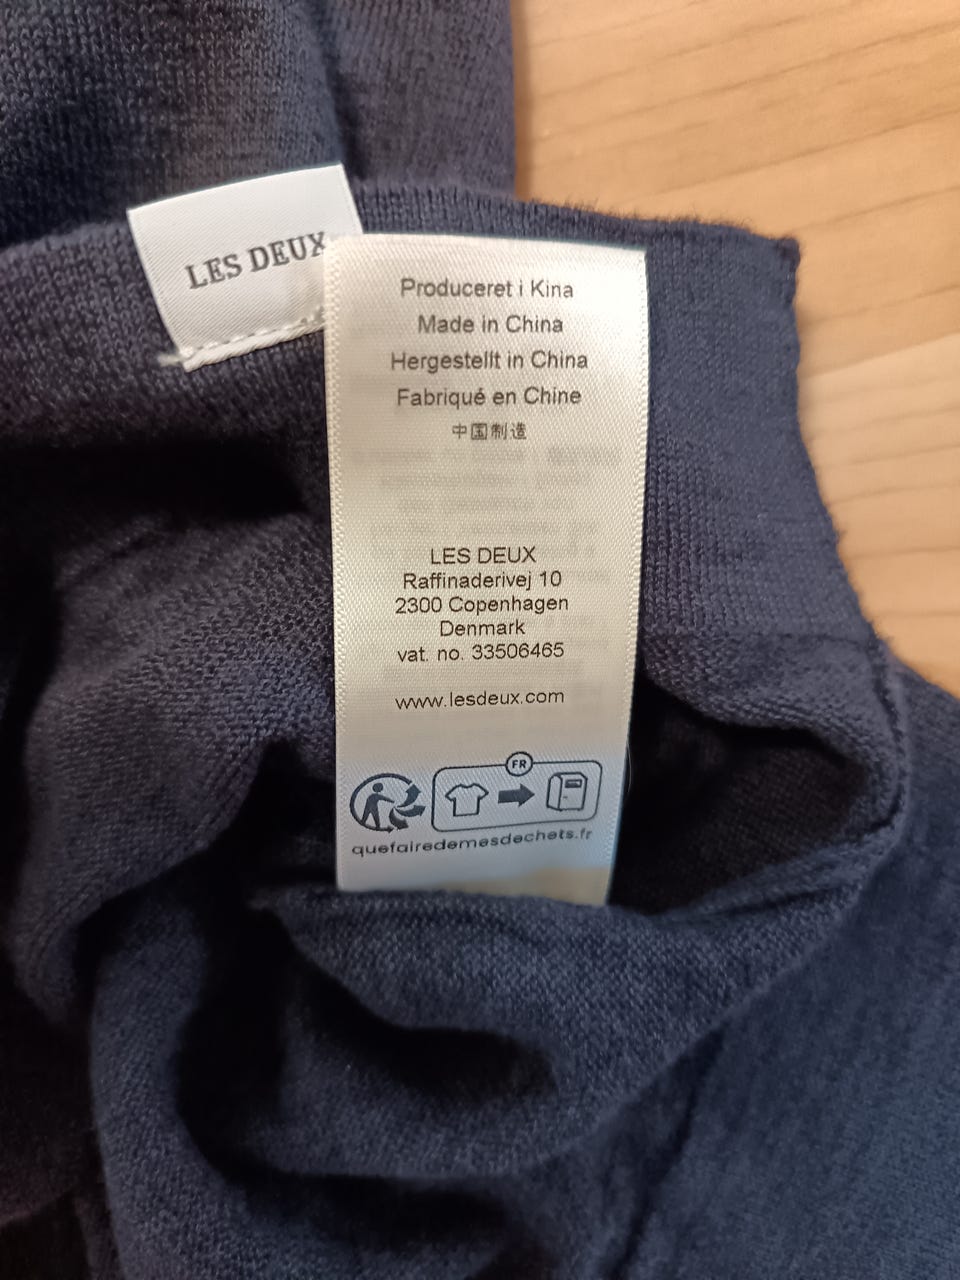 LES DEUX
Produceret i Kina
Made in China
Hergestellt in China
Fabriqué en Chine
中国制造
LES DEUX
Raffinaderivej 10
2300 Copenhagen
Denmark
vat. no. 33506465
www.lesdeux.com
FR
quefairedemesdechets.fr